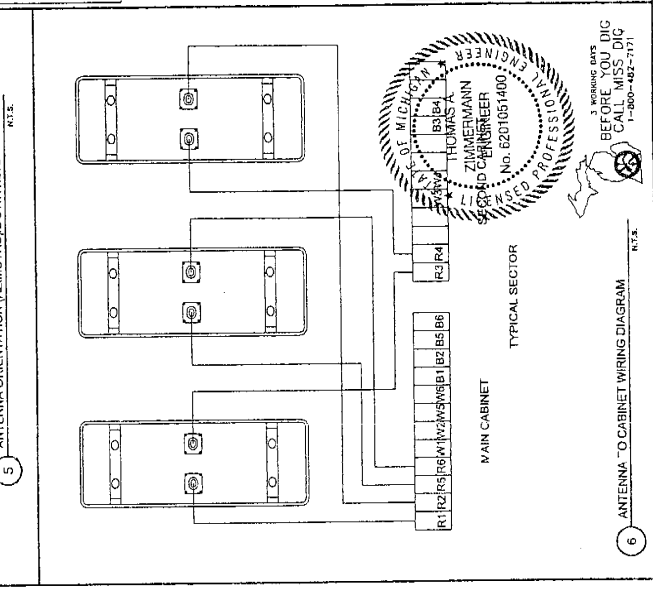 N.T.S.
5
R1 R2 R5 R6 W1 W2 W5 W6 B1 B2 B5 B6
R3 R4
B3 B4
MAIN CABINET
SECOND CABINET
TYPICAL SECTOR
STATE OF MICHIGAN
THOMAS A.
ZIMMERMANN
ENGINEER
No. 6201051400
LICENSED PROFESSIONAL ENGINEER
3 WORKING DAYS
BEFORE YOU DIG
CALL MISS DIG
1-800-482-7171
6
ANTENNA TO CABINET WIRING DIAGRAM
N.T.S.